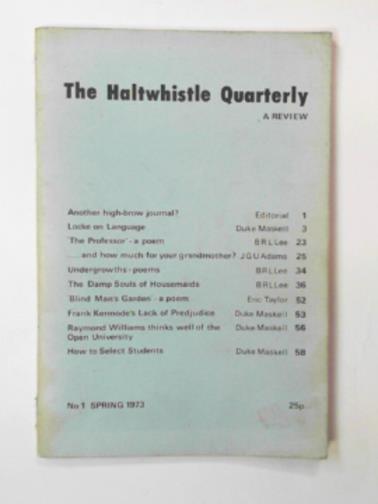 The Haltwhistle Quarterly
A REVIEW
Another high-brow journal? Editorial 1
Locke on Language Duke Maskell 3
'The Professor' - a poem B R L Lee 23
.....and how much for your grandmother? J G U Adams 25
Undergrowths - poems B R L Lee 34
The Damp Souls of Housemaids B R L Lee 36
'Blind Man's Garden' - a poem Eric Taylor 52
Frank Kermode's Lack of Predjudice Duke Maskell 53
Raymond Williams thinks well of the Duke Maskell 56
Open University
How to Select Students Duke Maskell 58
No 1 SPRING 1973 25p